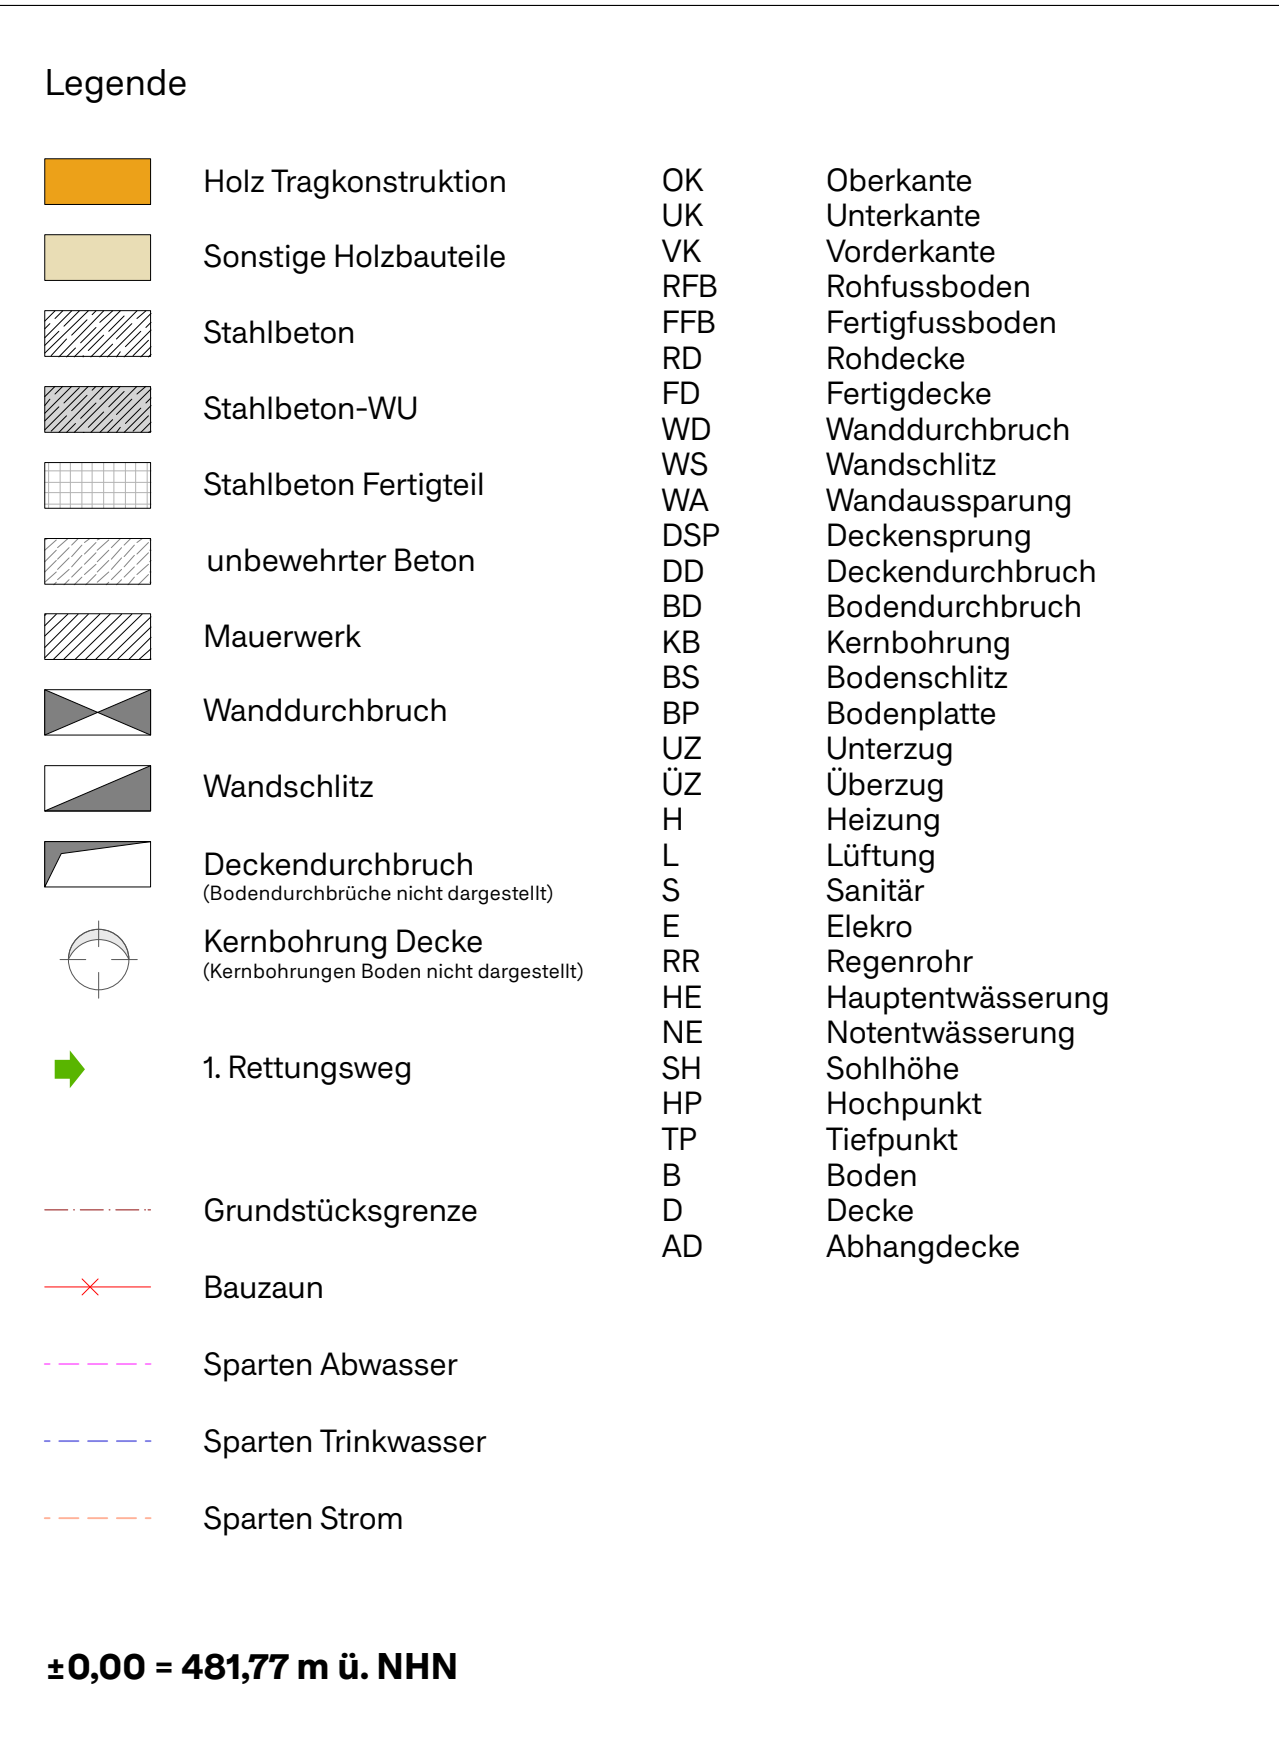 Legende
Holz Tragkonstruktion
Sonstige Holzbauteile
Stahlbeton
Stahlbeton-WU
Stahlbeton Fertigteil
unbewehrter Beton
Mauerwerk
Wanddurchbruch
Wandschlitz
Deckendurchbruch
(Bodendurchbrüche nicht dargestellt)
Kernbohrung Decke
(Kernbohrungen Boden nicht dargestellt)
1. Rettungsweg
Grundstücksgrenze
Bauzaun
Sparten Abwasser
Sparten Trinkwasser
Sparten Strom
OK Oberkante
UK Unterkante
VK Vorderkante
RFB Rohfussboden
FFB Fertigfussboden
RD Rohdecke
FD Fertigdecke
WD Wanddurchbruch
WS Wandschlitz
WA Wandaussparung
DSP Deckensprung
DD Deckendurchbruch
BD Bodendurchbruch
KB Kernbohrung
BS Bodenschlitz
BP Bodenplatte
UZ Unterzug
ÜZ Überzug
H Heizung
L Lüftung
S Sanitär
E Elekro
RR Regenrohr
HE Hauptentwässerung
NE Notentwässerung
SH Sohlhöhe
HP Hochpunkt
TP Tiefpunkt
B Boden
D Decke
AD Abhangdecke
±0,00 = 481,77 m ü. NHN